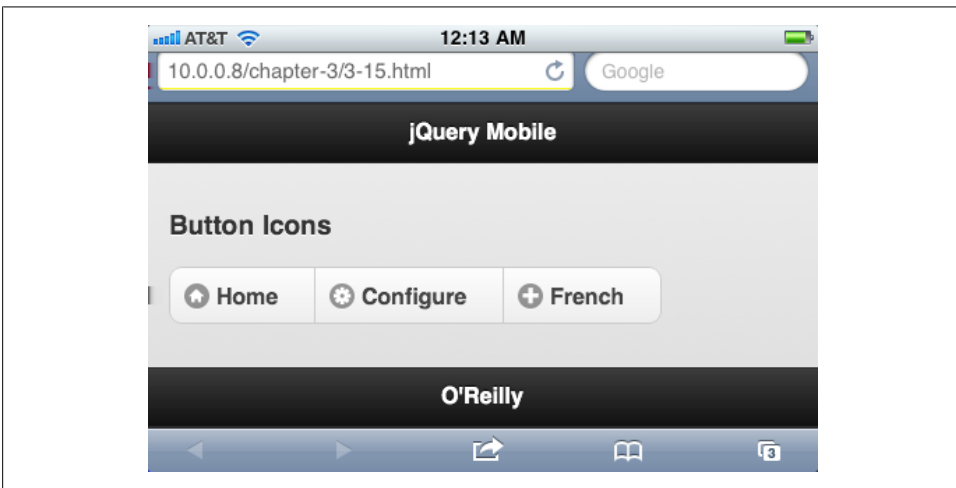 AT&T 12:13 AM
10.0.0.8/chapter-3/3-15.html Google
jQuery Mobile
Button Icons
Home Configure French
O'Reilly
3